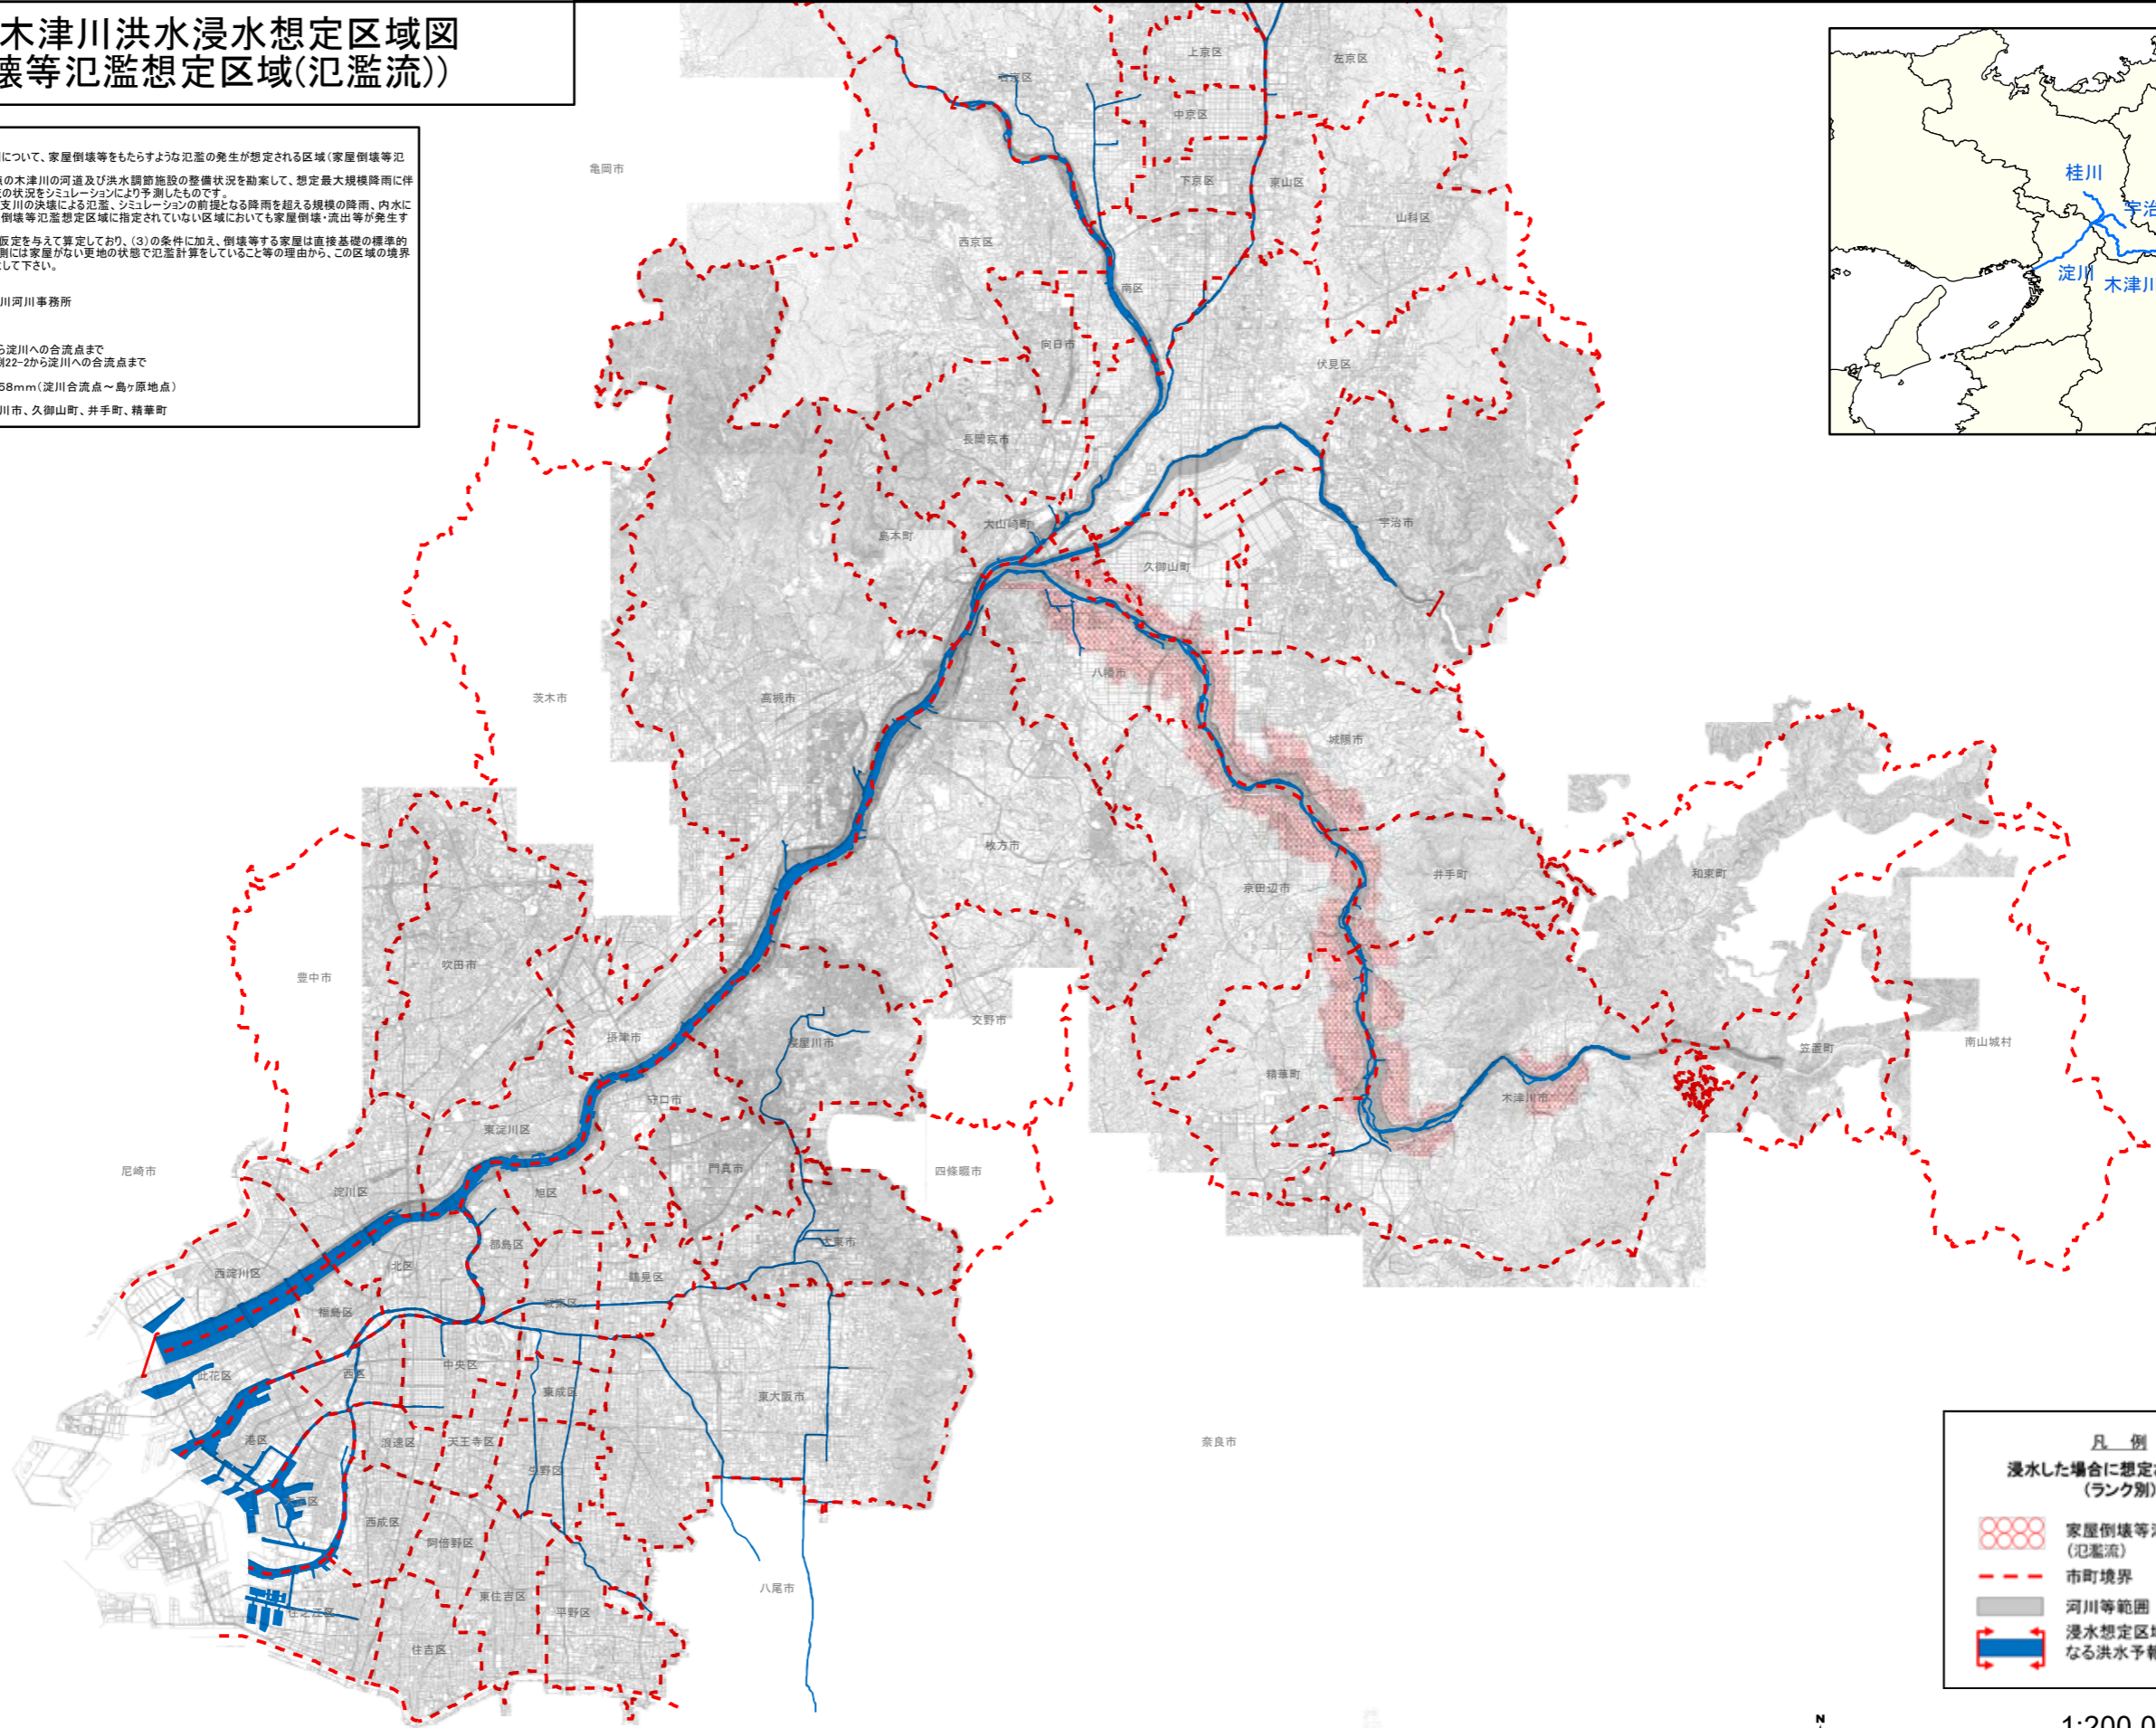 木津川洪水浸水想定区域図
壊等氾濫想定区域(氾濫流))
について、家屋倒壊等をもたらすような氾濫の発生が想定される区域(家屋倒壊等氾
点の木津川の河道及び洪水調節施設の整備状況を勘案して、想定最大規模降雨に伴
の状況をシミュレーションにより予測したものです。
支川の決壊による氾濫、シミュレーションの前提となる降雨を超える規模の降雨、内水に
倒壊等氾濫想定区域に指定されていない区域においても家屋倒壊・流出等が発生す
仮定を与えて算定しており、(3)の条件に加え、倒壊等する家屋は直接基礎の標準的
側には家屋がない更地の状態で氾濫計算をしていること等の理由から、この区域の境界
して下さい。
川河川事務所
ら淀川への合流点まで
割22-2から淀川への合流点まで
58mm(淀川合流点～島ヶ原地点)
川市、久御山町、井手町、精華町
桂川
宇治
淀川
木津川
上京区
左京区
右京区
中京区
下京区
東山区
山科区
亀岡市
西京区
南区
向日市
伏見区
長岡京市
大山崎町
島本町
宇治市
久御山町
八幡市
茨木市
高槻市
城陽市
枚方市
京田辺市
井手町
和束町
豊中市
吹田市
摂津市
寝屋川市
交野市
笠置町
南山城村
精華町
木津川市
守口市
東淀川区
尼崎市
淀川区
旭区
門真市
四條畷市
都島区
大東市
西淀川区
北区
鶴見区
福島区
城東区
此花区
西区
中央区
東成区
東大阪市
港区
浪速区
天王寺区
生野区
奈良市
大正区
西成区
阿倍野区
東住吉区
平野区
八尾市
住之江区
住吉区
凡 例
浸水した場合に想定
(ランク別)
家屋倒壊等氾
(氾濫流)
市町境界
河川等範囲
浸水想定区域
なる洪水予報
N
1:200,0